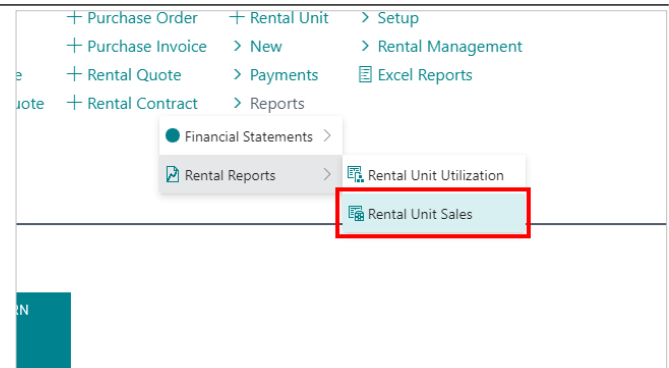 + Purchase Order + Rental Unit > Setup
+ Purchase Invoice > New > Rental Management
e + Rental Quote > Payments Excel Reports
uote + Rental Contract > Reports
Financial Statements >
Rental Reports > Rental Unit Utilization
Rental Unit Sales
RN